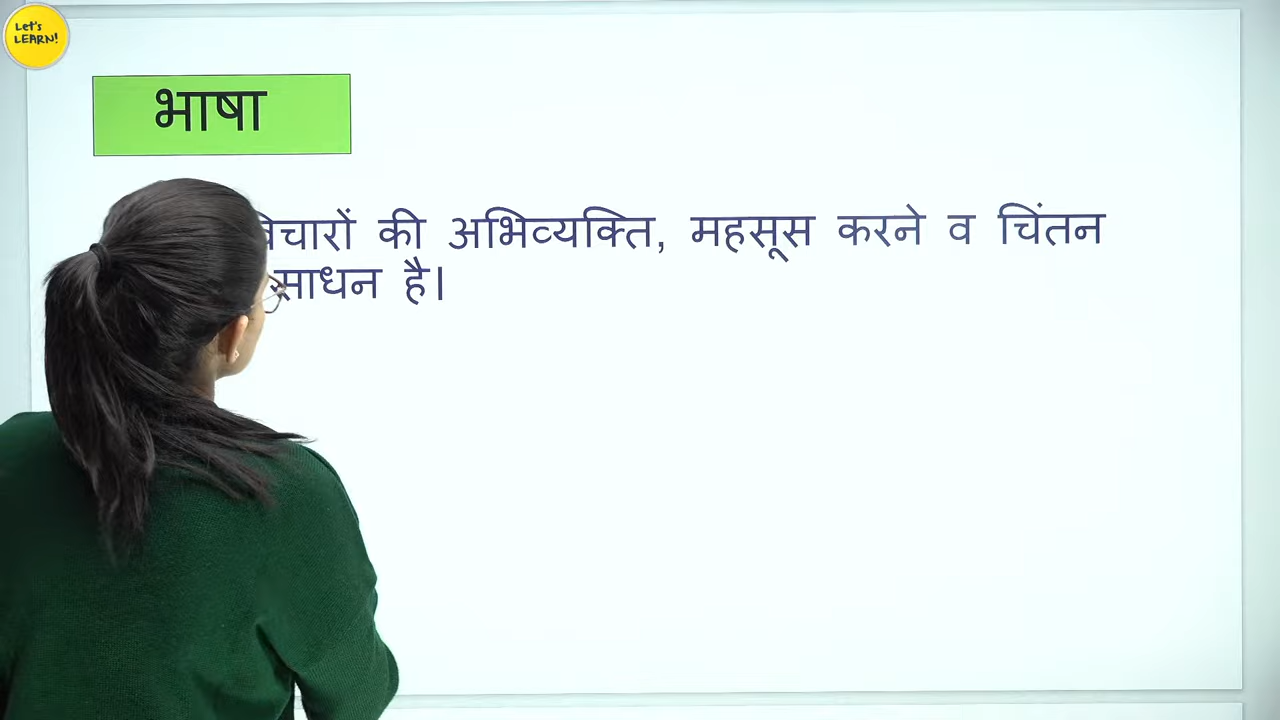 Let's
LEARN!
भाषा
विचारों की अभिव्यक्ति, महसूस करने व चिंतन
साधन है।